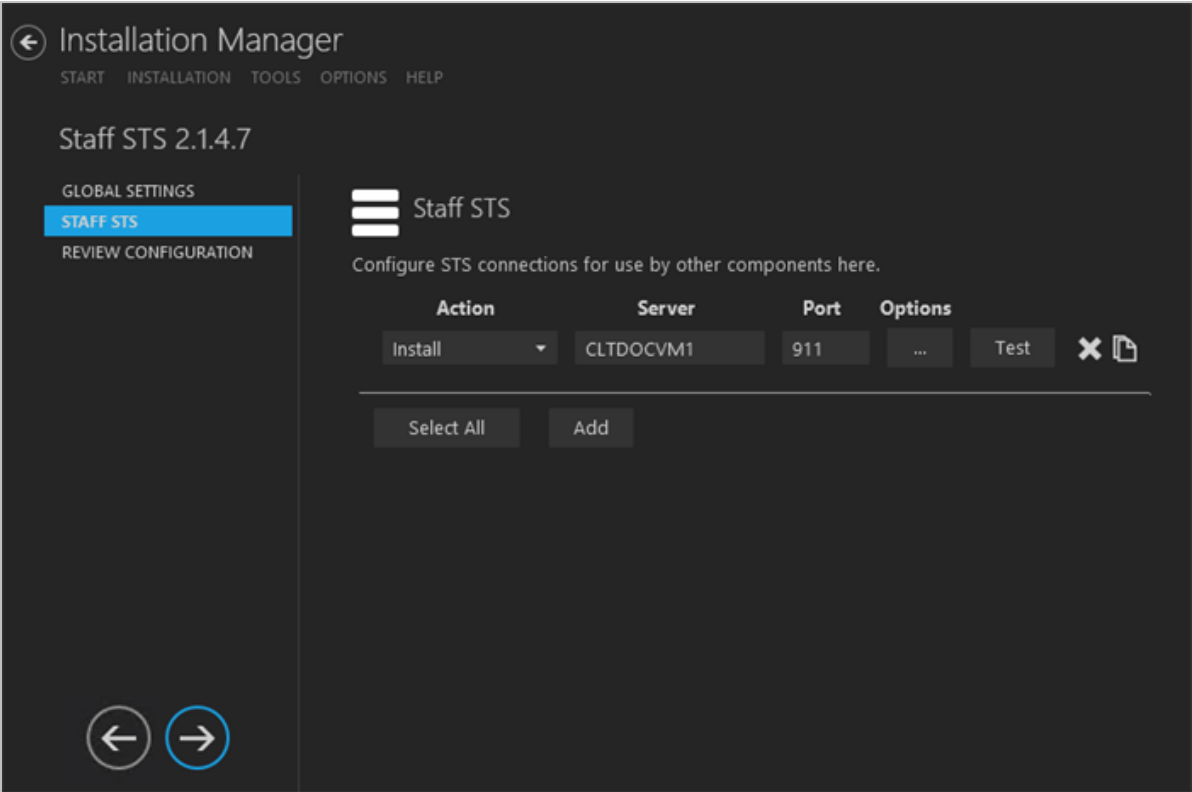 Installation Manager
START INSTALLATION TOOLS OPTIONS HELP
Staff STS 2.1.4.7
GLOBAL SETTINGS
STAFF STS
REVIEW CONFIGURATION
Staff STS
Configure STS connections for use by other components here.
Action Server Port Options
Install CLTDOCVM1 911 ... Test
Select All Add